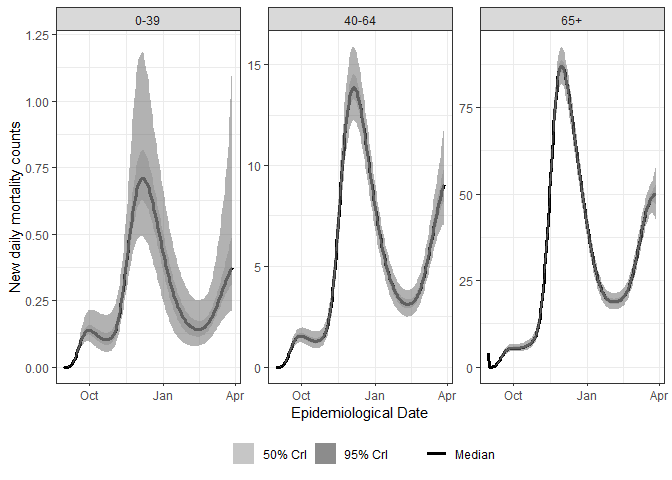 0-39
40-64
65+
New daily mortality counts
1.25
1.00
0.75
0.50
0.25
0.00
15
10
5
0
75
50
25
0
Oct Jan Apr
Oct Jan Apr
Oct Jan Apr
Epidemiological Date
50% CrI 95% CrI Median